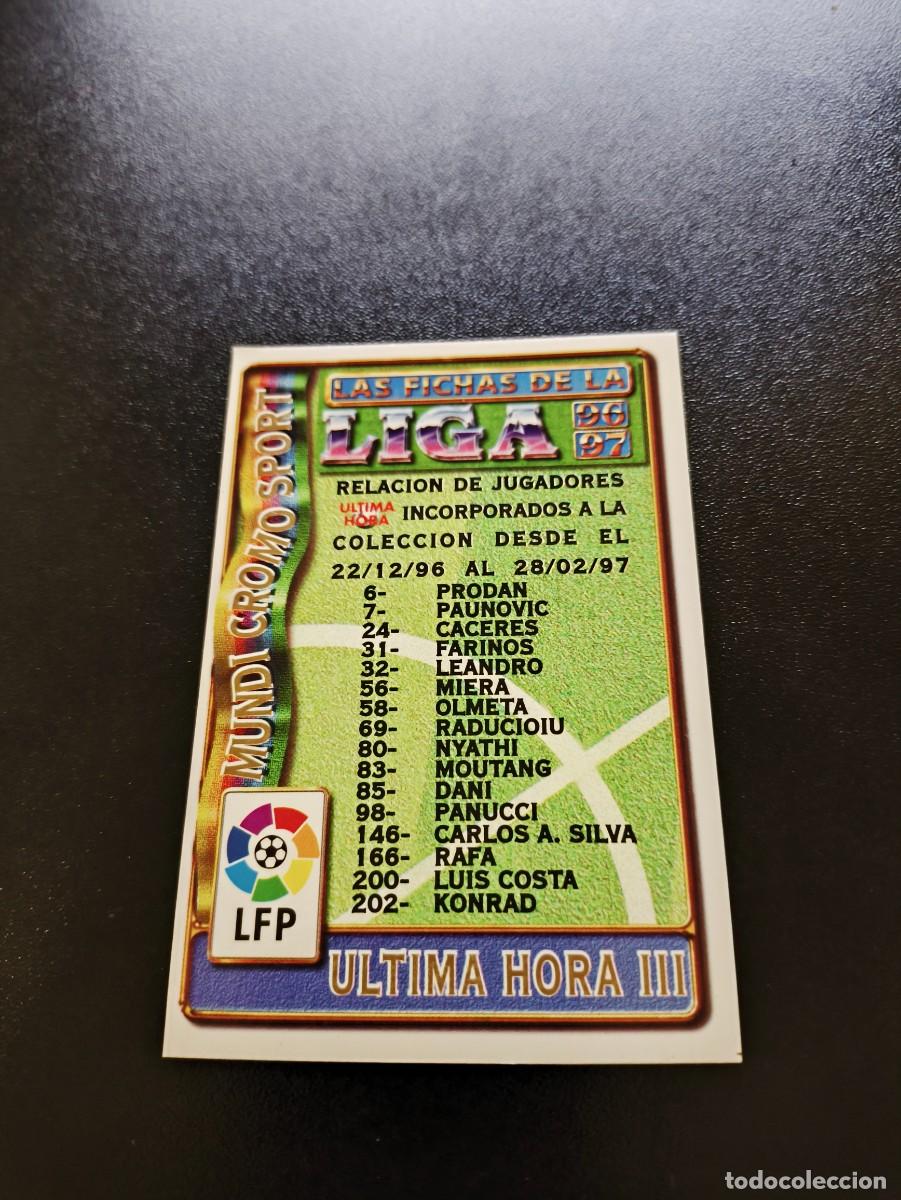 LAS FICHAS DE LA
LIGA 96
97
MUNDI CROMO SPORT
RELACION DE JUGADORES
ULTIMA HORA INCORPORADOS A LA
COLECCION DESDE EL
22/12/96 AL 28/02/97
6- PRODAN
7- PAUNOVIC
24- CACERES
31- FARINOS
32- LEANDRO
56- MIERA
58- OLMETA
69- RADUCIOIU
80- NYATHI
83- MOUTANG
85- DANI
98- PANUCCI
146- CARLOS A. SILVA
166- RAFA
200- LUIS COSTA
202- KONRAD
LFP
ULTIMA HORA III
todocoleccion